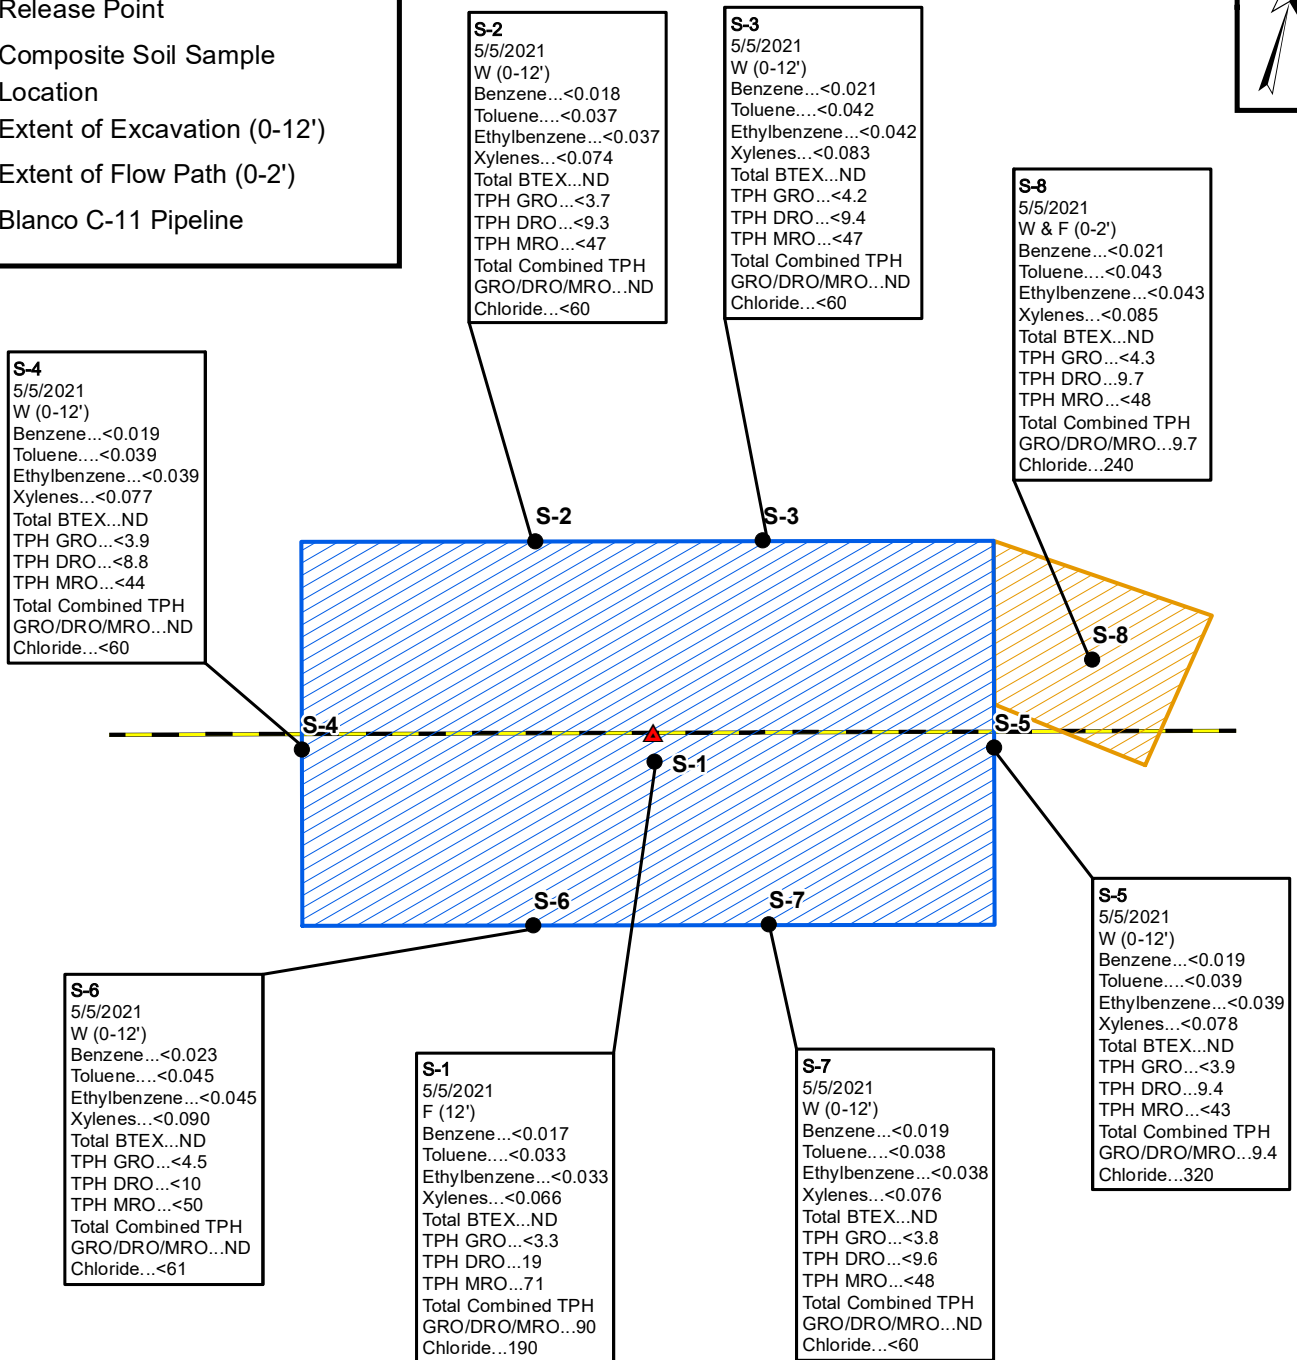 Release Point
Composite Soil Sample
Location
Extent of Excavation (0-12')
Extent of Flow Path (0-2')
Blanco C-11 Pipeline
S-2
5/5/2021
W (0-12')
Benzene...<0.018
Toluene....<0.037
Ethylbenzene...<0.037
Xylenes...<0.074
Total BTEX...ND
TPH GRO...<3.7
TPH DRO...<9.3
TPH MRO...<47
Total Combined TPH
GRO/DRO/MRO...ND
Chloride...<60
S-3
5/5/2021
W (0-12')
Benzene...<0.021
Toluene....<0.042
Ethylbenzene...<0.042
Xylenes...<0.083
Total BTEX...ND
TPH GRO...<4.2
TPH DRO...<9.4
TPH MRO...<47
Total Combined TPH
GRO/DRO/MRO...ND
Chloride...<60
S-8
5/5/2021
W & F (0-2')
Benzene...<0.021
Toluene....<0.043
Ethylbenzene...<0.043
Xylenes...<0.085
Total BTEX...ND
TPH GRO...<4.3
TPH DRO...9.7
TPH MRO...<48
Total Combined TPH
GRO/DRO/MRO...9.7
Chloride...240
S-4
5/5/2021
W (0-12')
Benzene...<0.019
Toluene....<0.039
Ethylbenzene...<0.039
Xylenes...<0.077
Total BTEX...ND
TPH GRO...<3.9
TPH DRO...<8.8
TPH MRO...<44
Total Combined TPH
GRO/DRO/MRO...ND
Chloride...<60
S-2
S-3
S-8
S-4
S-5
S-1
S-6
S-7
S-5
5/5/2021
W (0-12')
Benzene...<0.019
Toluene....<0.039
Ethylbenzene...<0.039
Xylenes...<0.078
Total BTEX...ND
TPH GRO...<3.9
TPH DRO...9.4
TPH MRO...<43
Total Combined TPH
GRO/DRO/MRO...9.4
Chloride...320
S-6
5/5/2021
W (0-12')
Benzene...<0.023
Toluene....<0.045
Ethylbenzene...<0.045
Xylenes...<0.090
Total BTEX...ND
TPH GRO...<4.5
TPH DRO...<10
TPH MRO...<50
Total Combined TPH
GRO/DRO/MRO...ND
Chloride...<61
S-1
5/5/2021
F (12')
Benzene...<0.017
Toluene....<0.033
Ethylbenzene...<0.033
Xylenes...<0.066
Total BTEX...ND
TPH GRO...<3.3
TPH DRO...19
TPH MRO...71
Total Combined TPH
GRO/DRO/MRO...90
Chloride...190
S-7
5/5/2021
W (0-12')
Benzene...<0.019
Toluene....<0.038
Ethylbenzene...<0.038
Xylenes...<0.076
Total BTEX...ND
TPH GRO...<3.8
TPH DRO...<9.6
TPH MRO...<48
Total Combined TPH
GRO/DRO/MRO...ND
Chloride...<60